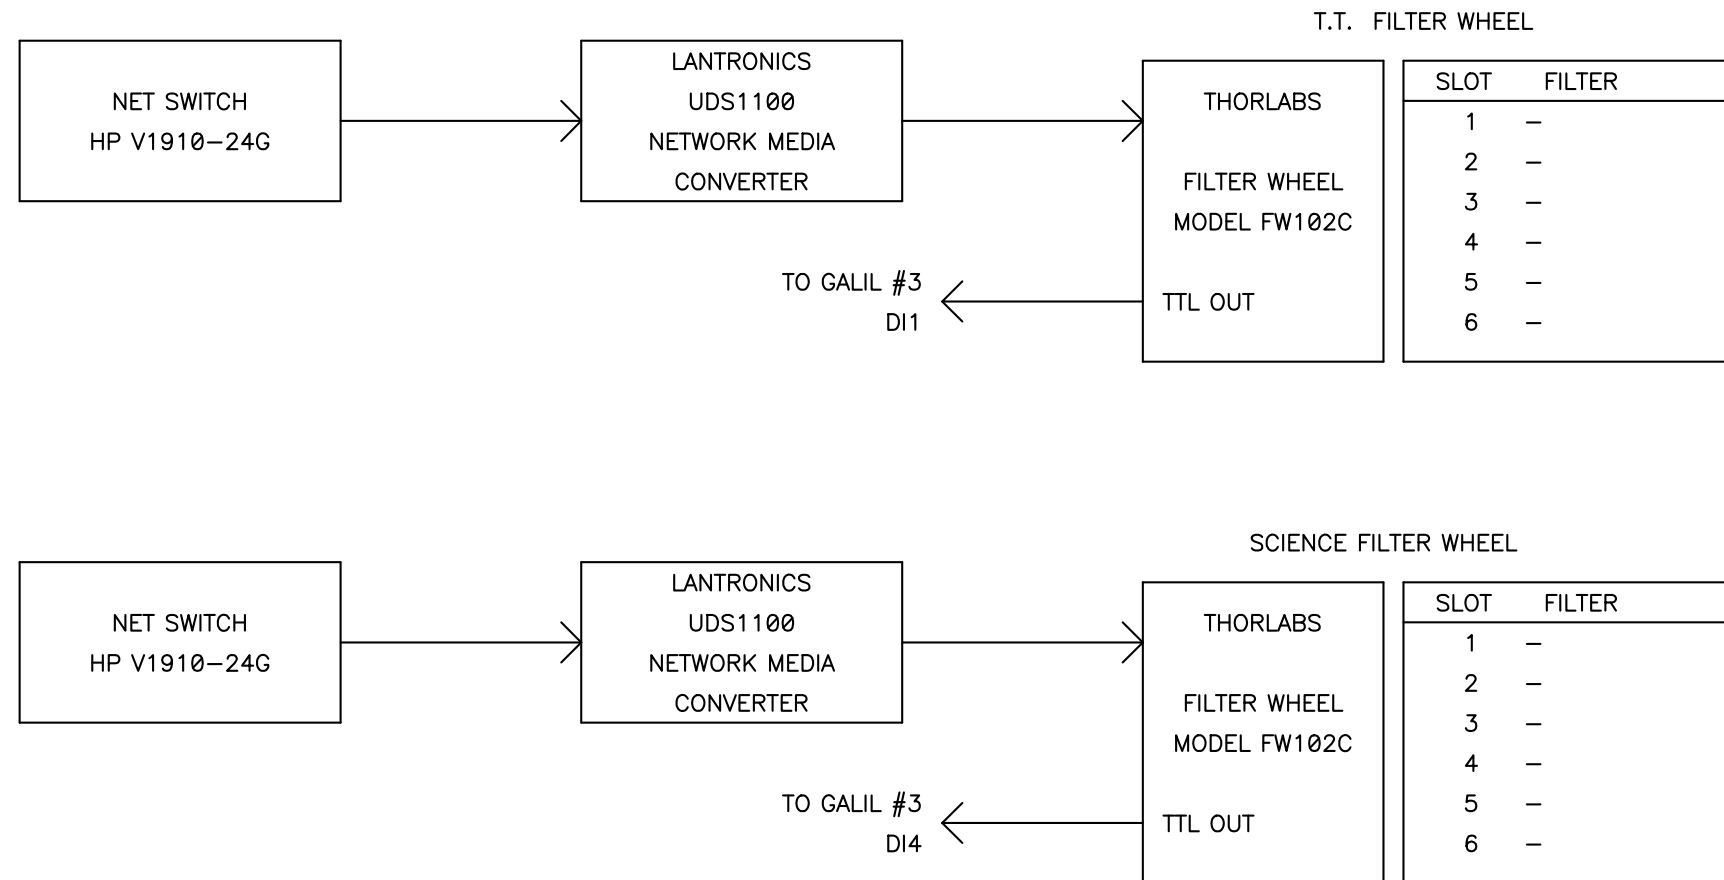 T.T. FILTER WHEEL
NET SWITCH
HP V1910-24G
LANTRONICS
UDS1100
NETWORK MEDIA
CONVERTER
THORLABS
FILTER WHEEL
MODEL FW102C
TTL OUT
TO GALIL #3
DI1
SLOT FILTER
1 –
2 –
3 –
4 –
5 –
6 –
SCIENCE FILTER WHEEL
NET SWITCH
HP V1910-24G
LANTRONICS
UDS1100
NETWORK MEDIA
CONVERTER
THORLABS
FILTER WHEEL
MODEL FW102C
TTL OUT
TO GALIL #3
DI4
SLOT FILTER
1 –
2 –
3 –
4 –
5 –
6 –